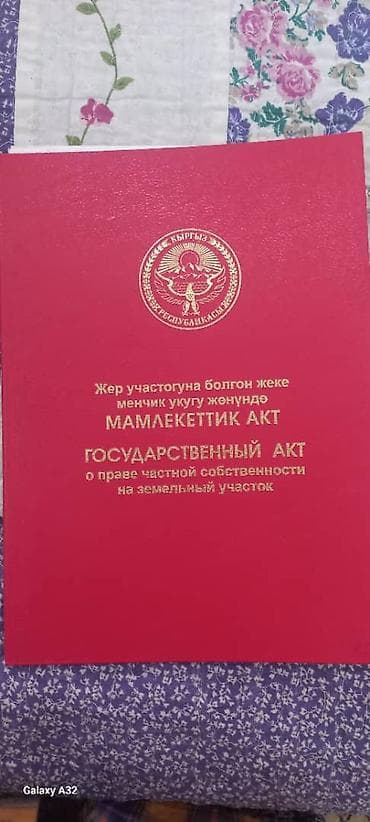 КЫРГЫЗ
РЕСПУБЛИКАСЫ
Жер участогуна болгон жеке
менчик укугу жөнүндө
МАМЛЕКЕТТИК АКТ
ГОСУДАРСТВЕННЫЙ АКТ
о праве частной собственности
на земельный участок
Galaxy A32